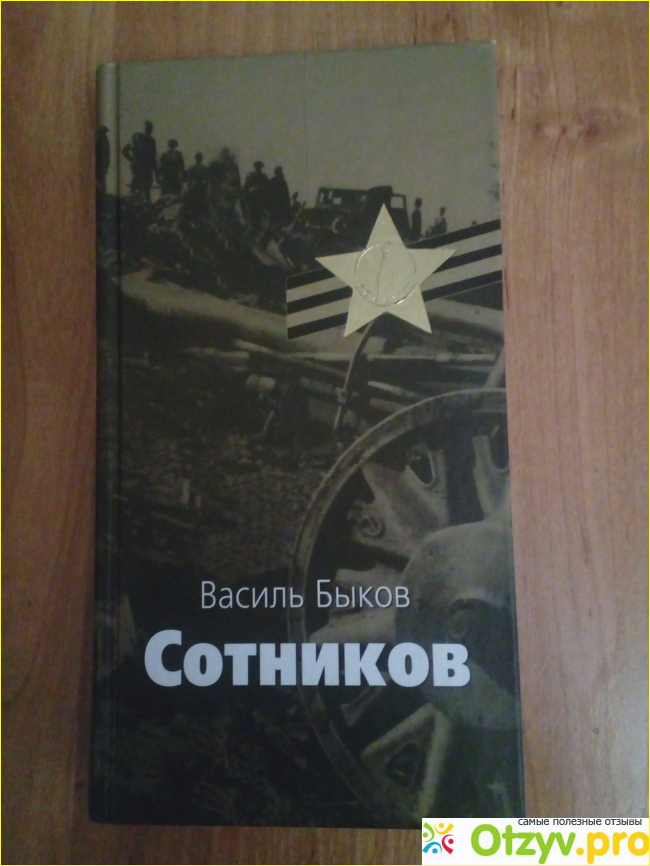 Василь Быков
Сотников
самые полезные отзывы
Otzyv.pro